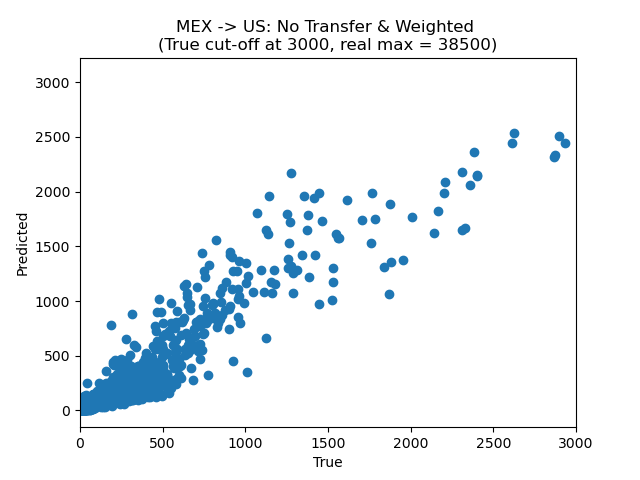 MEX -> US: No Transfer & Weighted
(True cut-off at 3000, real max = 38500)
3000
2500
2000
1500
1000
500
0
Predicted
0 500 1000 1500 2000 2500 3000
True